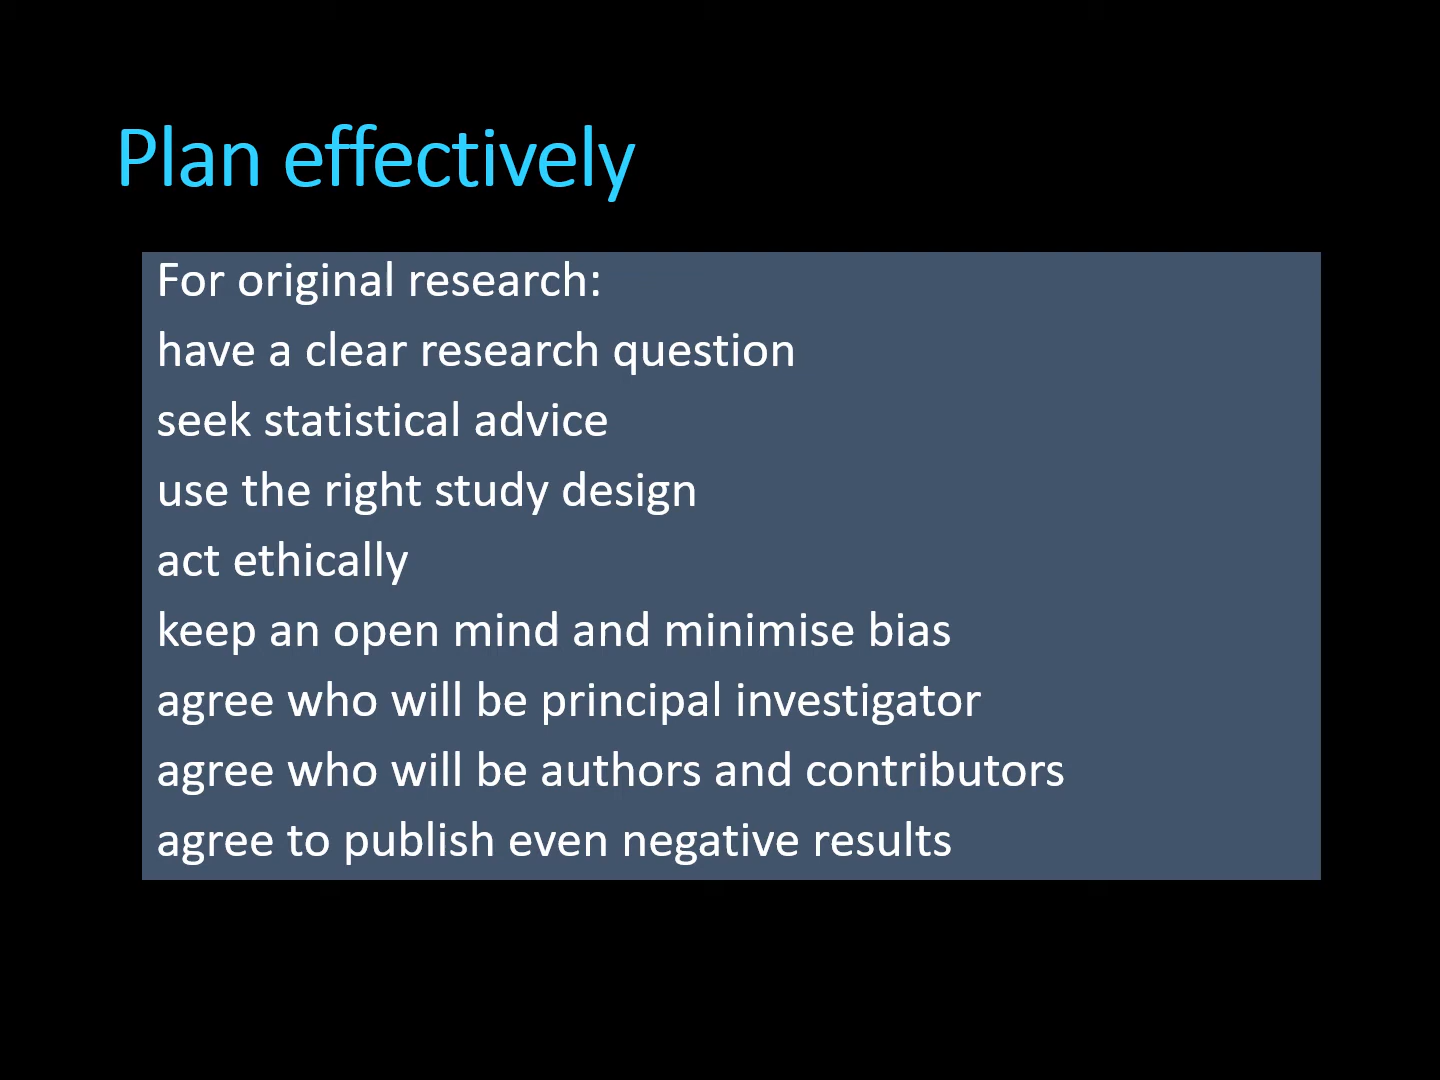 Plan effectively
For original research:
have a clear research question
seek statistical advice
use the right study design
act ethically
keep an open mind and minimise bias
agree who will be principal investigator
agree who will be authors and contributors
agree to publish even negative results